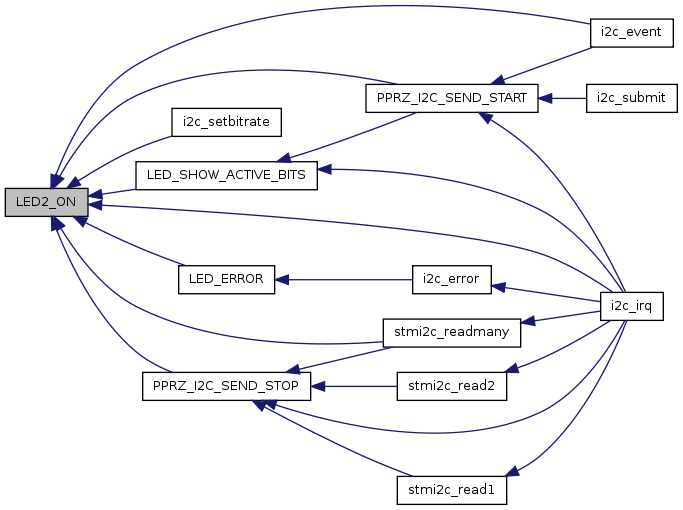 i2c_event
PPRZ_I2C_SEND_START
i2c_submit
i2c_setbitrate
LED_SHOW_ACTIVE_BITS
LED2_ON
LED_ERROR
i2c_error
i2c_irq
stmi2c_readmany
PPRZ_I2C_SEND_STOP
stmi2c_read2
stmi2c_read1